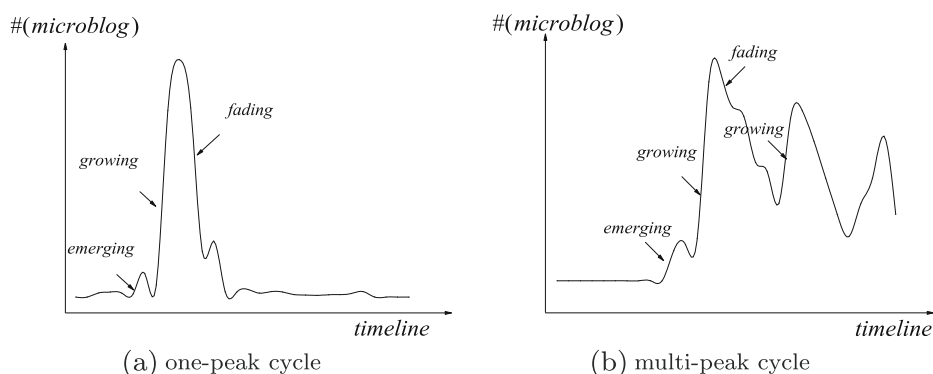 #(microblog)
fading
growing
emerging
timeline
(a) one-peak cycle
#(microblog)
fading
growing
growing
emerging
timeline
(b) multi-peak cycle